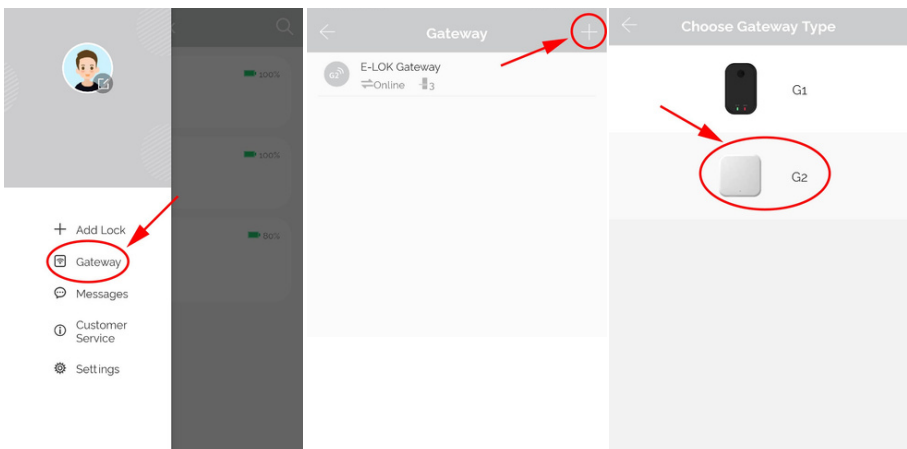 100%
100%
80%
Add Lock
Gateway
Messages
Customer
Service
Settings
Gateway
E-LOK Gateway
G2
Online
3
Choose Gateway Type
G1
G2